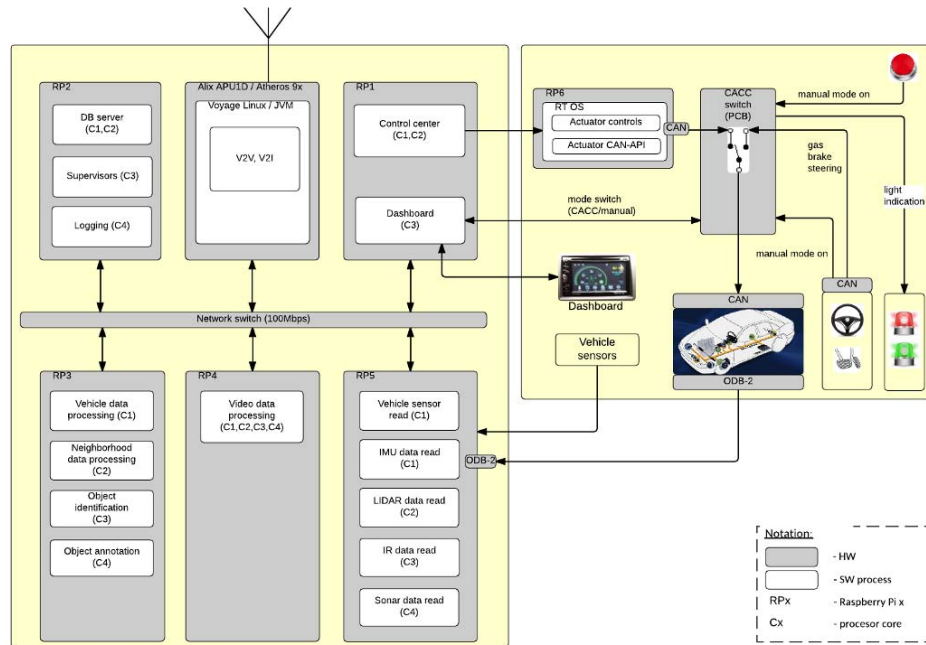 RP2
DB server
(C1,C2)
Supervisors (C3)
Logging (C4)
Alix APU1D / Atheros 9x
Voyage Linux / JVM
V2V, V2I
RP1
Control center
(C1,C2)
Dashboard
(C3)
Network switch (100Mbps)
RP3
Vehicle data
processing (C1)
Neighborhood
data processing
(C2)
Object
identification
(C3)
Object annotation
(C4)
RP4
Video data
processing
(C1,C2,C3,C4)
RP5
Vehicle sensor
read (C1)
IMU data read
(C1)
LIDAR data read
(C2)
IR data read
(C3)
Sonar data read
(C4)
ODB-2
RP6
RT OS
Actuator controls
Actuator CAN-API
CAN
CACC
switch
(PCB)
manual mode on
gas
brake
steering
light
indication
mode switch
(CACC/manual)
manual mode on
Dashboard
Vehicle
sensors
CAN
ODB-2
CAN
Notation:
- HW
- SW process
RPx
- Raspberry Pi x
Cx
- procesor core